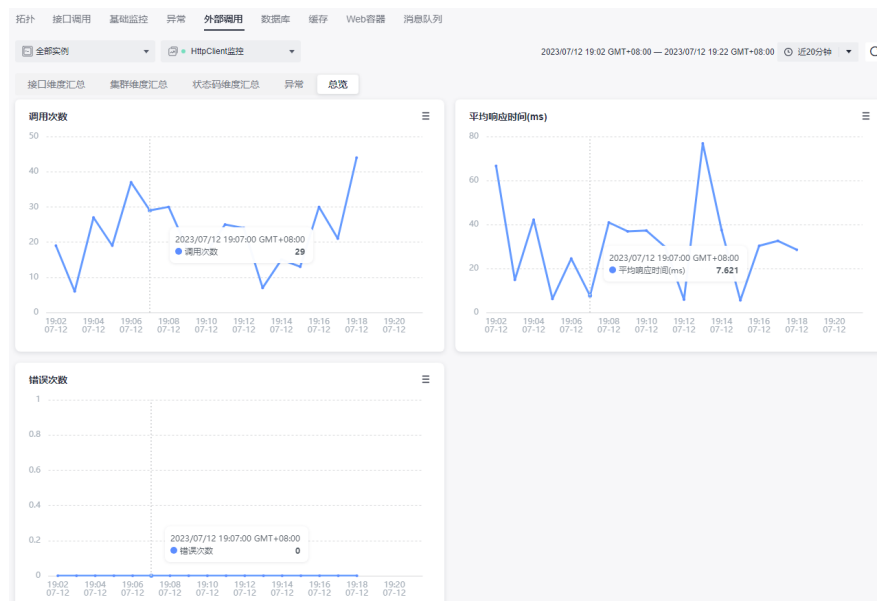 拓扑 接口调用 基础监控 异常 外部调用 数据库 缓存 Web容器 消息队列
全部实例 HttpClient监控 2023/07/12 19:02 GMT+08:00 — 2023/07/12 19:22 GMT+08:00 近20分钟
接口维度汇总 集群维度汇总 状态码维度汇总 异常 总览
调用次数
50
40
30
20
10
0
2023/07/12 19:07:00 GMT+08:00
调用次数 29
19:02 19:04 19:06 19:08 19:10 19:12 19:14 19:16 19:18 19:20
07-12 07-12 07-12 07-12 07-12 07-12 07-12 07-12 07-12 07-12
平均响应时间(ms)
80
60
40
20
0
2023/07/12 19:07:00 GMT+08:00
平均响应时间(ms) 7.621
19:02 19:04 19:06 19:08 19:10 19:12 19:14 19:16 19:18 19:20
07-12 07-12 07-12 07-12 07-12 07-12 07-12 07-12 07-12 07-12
错误次数
1
0.8
0.6
0.4
0.2
0
2023/07/12 19:07:00 GMT+08:00
错误次数 0
19:02 19:04 19:06 19:08 19:10 19:12 19:14 19:16 19:18 19:20
07-12 07-12 07-12 07-12 07-12 07-12 07-12 07-12 07-12 07-12